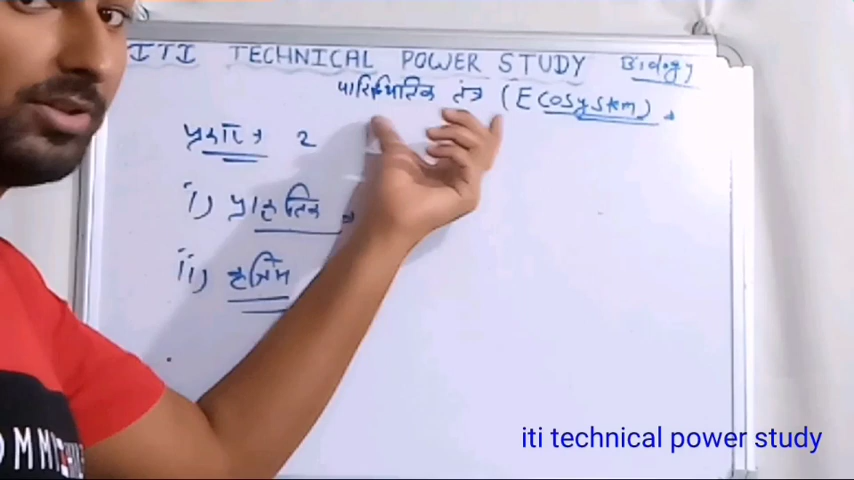 ITI TECHNICAL POWER STUDY Biology
पारिस्थितिक तंत्र (Ecosystem)
प्रकार 2
i) प्राकृतिक
ii) कृत्रिम
iti technical power study